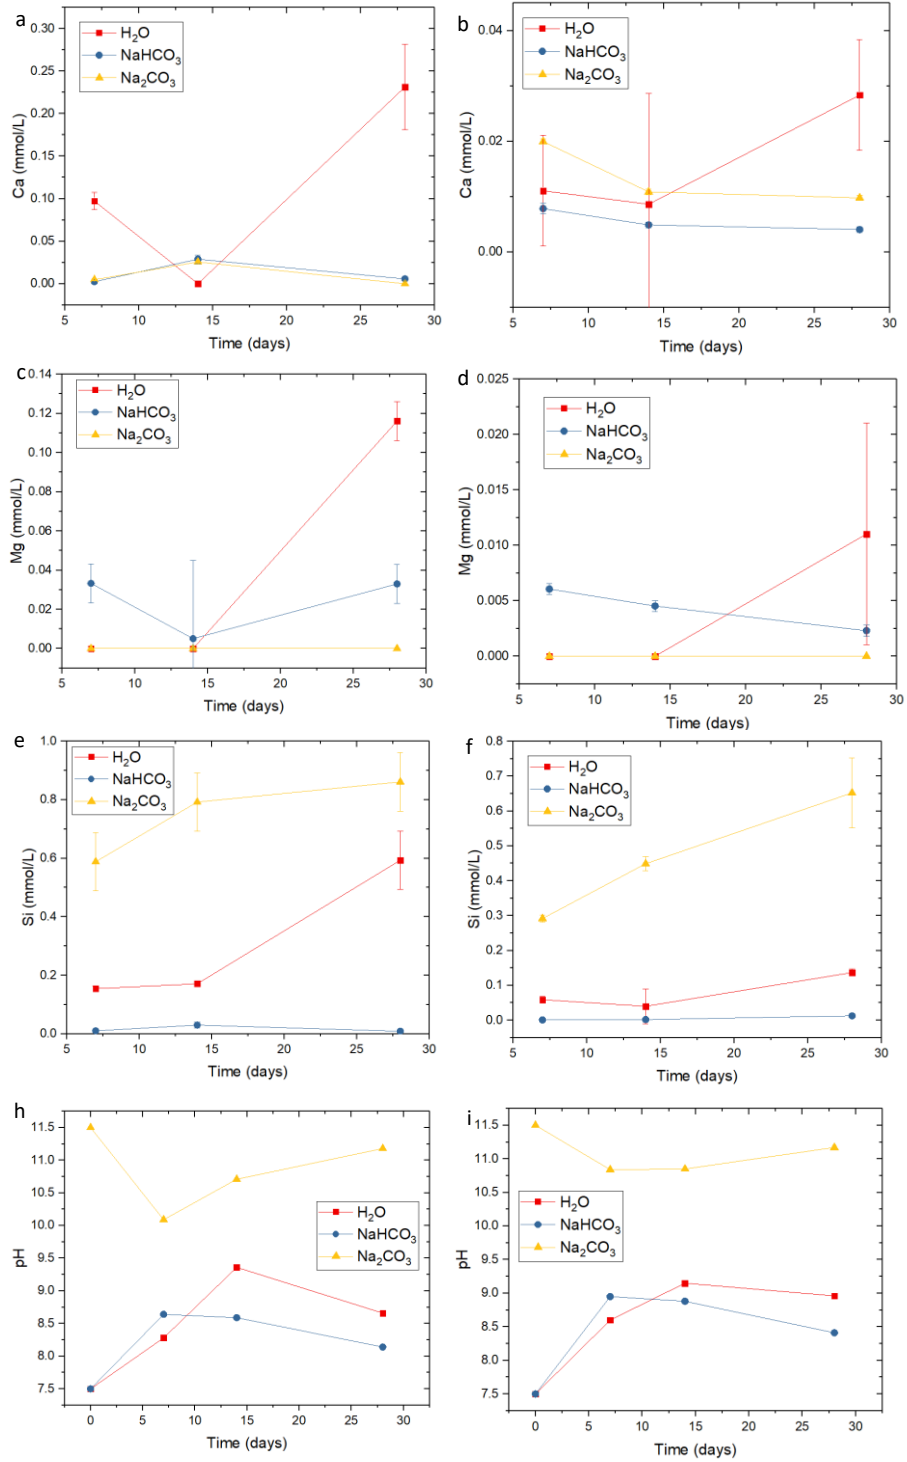 a
H₂O
NaHCO₃
Na₂CO₃
0.30
0.25
0.20
0.15
0.10
0.05
0.00
Ca (mmol/L)
5 10 15 20 25 30
Time (days)
b
H₂O
NaHCO₃
Na₂CO₃
0.04
0.02
0.00
Ca (mmol/L)
5 10 15 20 25 30
Time (days)
c
H₂O
NaHCO₃
Na₂CO₃
0.14
0.12
0.10
0.08
0.06
0.04
0.02
0.00
Mg (mmol/L)
5 10 15 20 25 30
Time (days)
d
H₂O
NaHCO₃
Na₂CO₃
0.025
0.020
0.015
0.010
0.005
0.000
Mg (mmol/L)
5 10 15 20 25 30
Time (days)
e
H₂O
NaHCO₃
Na₂CO₃
1.0
0.8
0.6
0.4
0.2
0.0
Si (mmol/L)
5 10 15 20 25 30
Time (days)
f
H₂O
NaHCO₃
Na₂CO₃
0.8
0.7
0.6
0.5
0.4
0.3
0.2
0.1
0.0
Si (mmol/L)
5 10 15 20 25 30
Time (days)
h
11.5
11.0
10.5
10.0
9.5
9.0
8.5
8.0
7.5
H₂O
NaHCO₃
Na₂CO₃
pH
0 5 10 15 20 25 30
Time (days)
i
11.5
11.0
10.5
10.0
9.5
9.0
8.5
8.0
7.5
H₂O
NaHCO₃
Na₂CO₃
pH
0 5 10 15 20 25 30
Time (days)